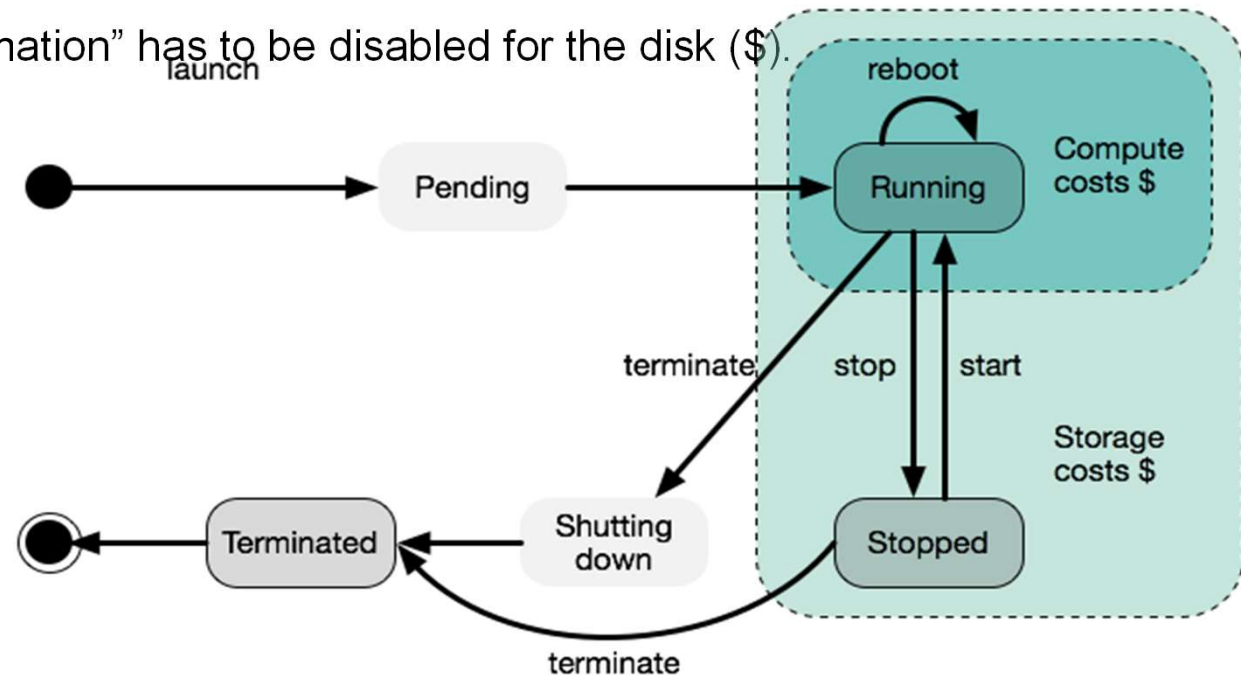 nation” has to be disabled for the disk ($).
launch
reboot
Compute
costs $
Pending
Running
terminate
stop
start
Storage
costs $
Terminated
Shutting
down
Stopped
terminate